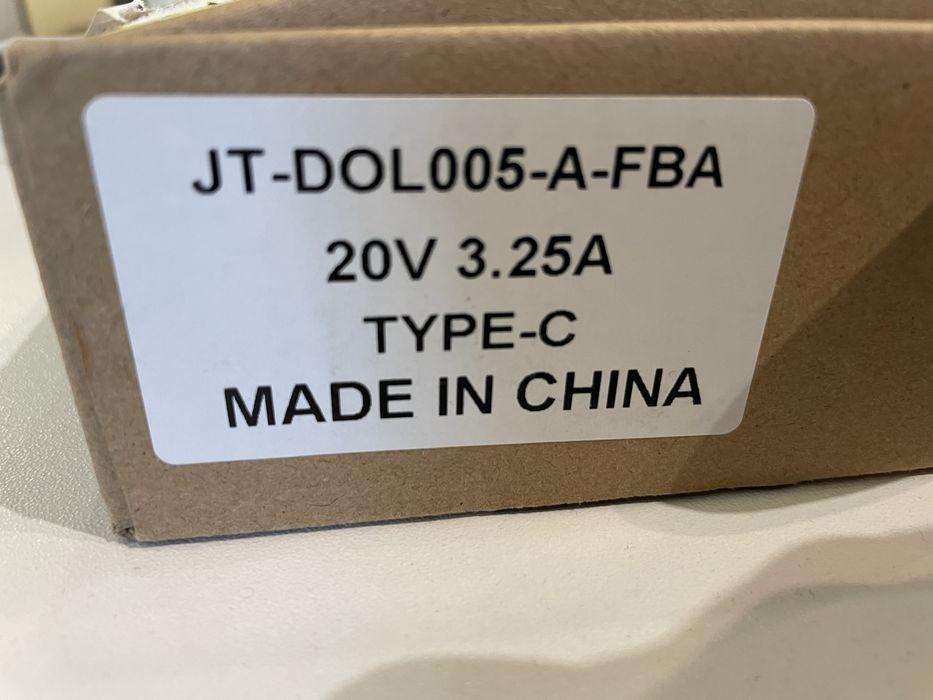 JT-DOL005-A-FBA
20V 3.25A
TYPE-C
MADE IN CHINA